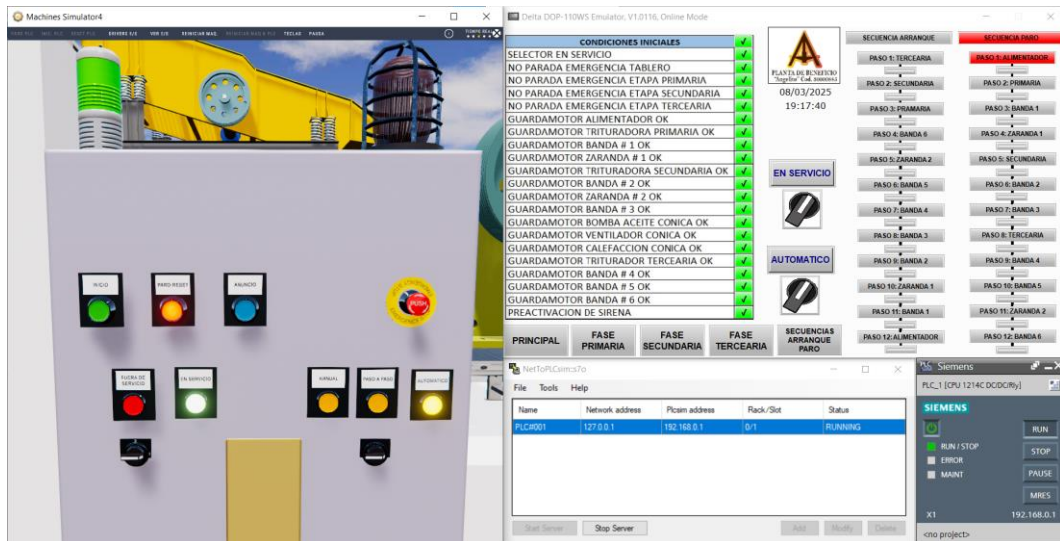 Machines Simulator4
REINICIAR MAQ.
TECLAS
PAUSA
INICIO
PARO-RESET
ANUNCIO
PUSH
FUERA DE
SERVICIO
EN SERVICIO
NORMAL
PASO A PASO
AUTOMATICO
Delta DOP-110WS Emulator, V1.0116, Online Mode
CONDICIONES INICIALES
SELECTOR EN SERVICIO
NO PARADA EMERGENCIA TABLERO
NO PARADA EMERGENCIA ETAPA PRIMARIA
NO PARADA EMERGENCIA ETAPA SECUNDARIA
NO PARADA EMERGENCIA ETAPA TERCEARIA
GUARDAMOTOR ALIMENTADOR OK
GUARDAMOTOR TRITURADORA PRIMARIA OK
GUARDAMOTOR BANDA # 1 OK
GUARDAMOTOR ZARANDA # 1 OK
GUARDAMOTOR TRITURADORA SECUNDARIA OK
GUARDAMOTOR BANDA # 2 OK
GUARDAMOTOR ZARANDA # 2 OK
GUARDAMOTOR BANDA # 3 OK
GUARDAMOTOR BOMBA ACEITE CONICA OK
GUARDAMOTOR VENTILADOR CONICA OK
GUARDAMOTOR CALEFACCION CONICA OK
GUARDAMOTOR TRITURADOR TERCEARIA OK
GUARDAMOTOR BANDA # 4 OK
GUARDAMOTOR BANDA # 5 OK
GUARDAMOTOR BANDA # 6 OK
PREACTIVACION DE SIRENA
PLANTA DE BENEFICIO
08/03/2025
19:17:40
EN SERVICIO
AUTOMATICO
SECUENCIA ARRANQUE
PASO 1: TERCEARIA
PASO 2: SECUNDARIA
PASO 3: PRAMARIA
PASO 4: BANDA 6
PASO 5: ZARANDA 2
PASO 6: BANDA 5
PASO 7: BANDA 4
PASO 8: BANDA 3
PASO 9: BANDA 2
PASO 10: ZARANDA 1
PASO 11: BANDA 1
PASO 12: ALIMENTADOR
SECUENCIA PARO
PASO 1: ALIMENTADOR
PASO 2: PRIMARIA
PASO 3: BANDA 1
PASO 4: ZARANDA 1
PASO 5: SECUNDARIA
PASO 6: BANDA 2
PASO 7: BANDA 3
PASO 8: TERCEARIA
PASO 9: BANDA 4
PASO 10: BANDA 5
PASO 11: ZARANDA 2
PASO 12: BANDA 6
PRINCIPAL
FASE
PRIMARIA
FASE
SECUNDARIA
FASE
TERCEARIA
SECUENCIAS
ARRANQUE
PARO
NetToPLCsim::s7o
File Tools Help
Name Network address Plcsim address Rack/Slot Status
PLC#001 127.0.0.1 192.168.0.1 0/1 RUNNING
Start Server Stop Server Add Modify Delete
Siemens
PLC_1 [CPU 1214C DC/DC/Rly]
SIEMENS
RUN / STOP
ERROR
MAINT
RUN
STOP
PAUSE
MRES
X1 192.168.0.1
<no project>